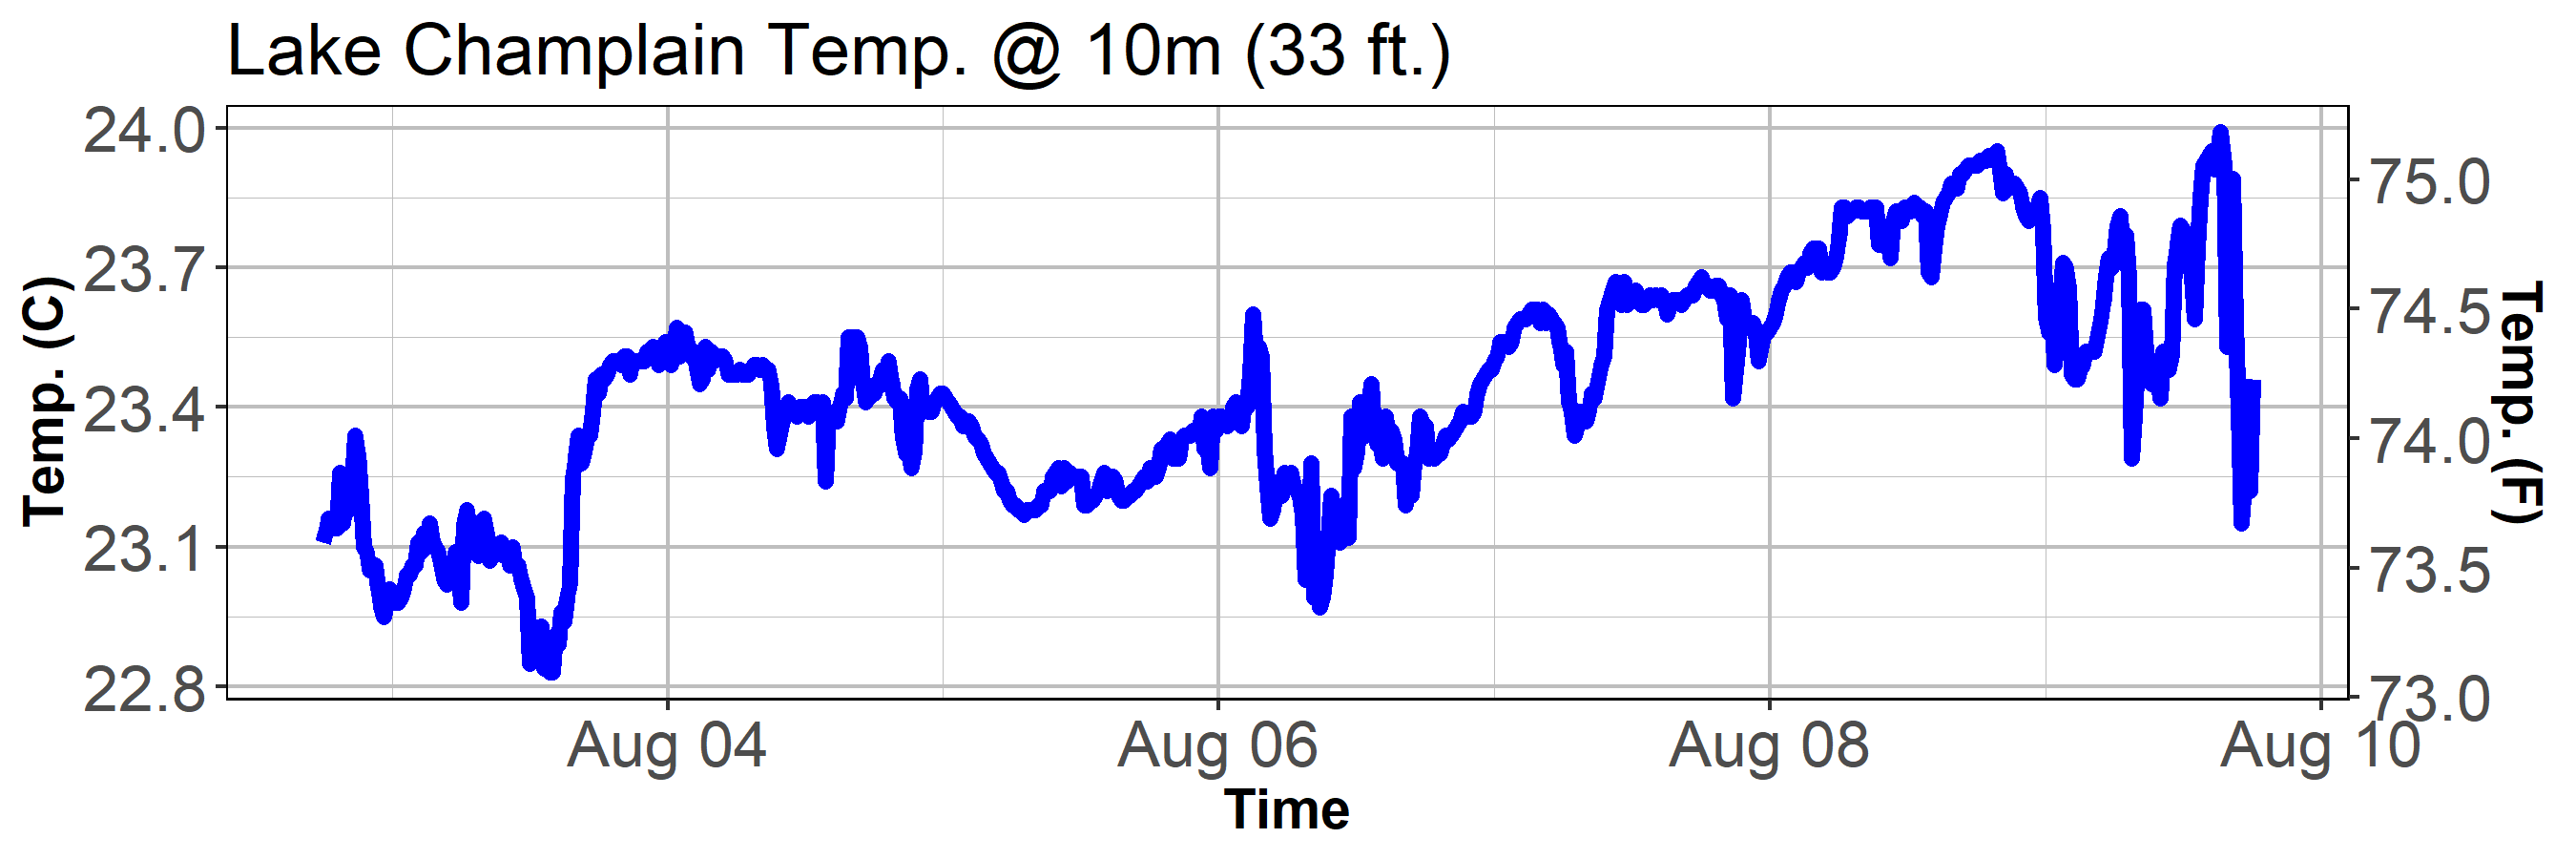 Lake Champlain Temp. @ 10m (33 ft.)
24.0
23.7
23.4
23.1
22.8
Temp. (C)
75.0
74.5
74.0
73.5
73.0
Temp. (F)
Aug 04 Aug 06 Aug 08 Aug 10
Time